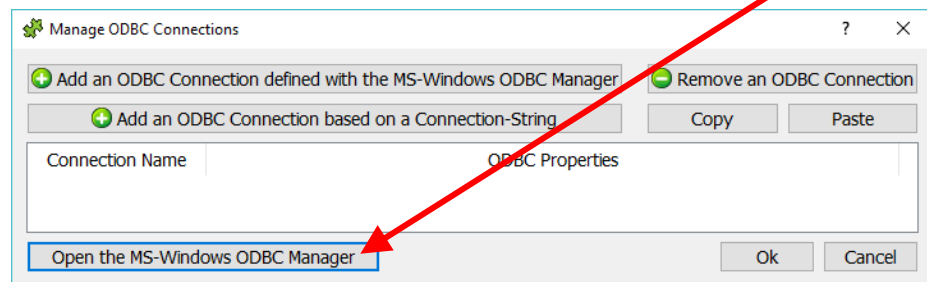 Manage ODBC Connections ?
Add an ODBC Connection defined with the MS-Windows ODBC Manager Remove an ODBC Connection
Add an ODBC Connection based on a Connection-String Copy Paste
Connection Name ODBC Properties
Open the MS-Windows ODBC Manager Ok Cancel